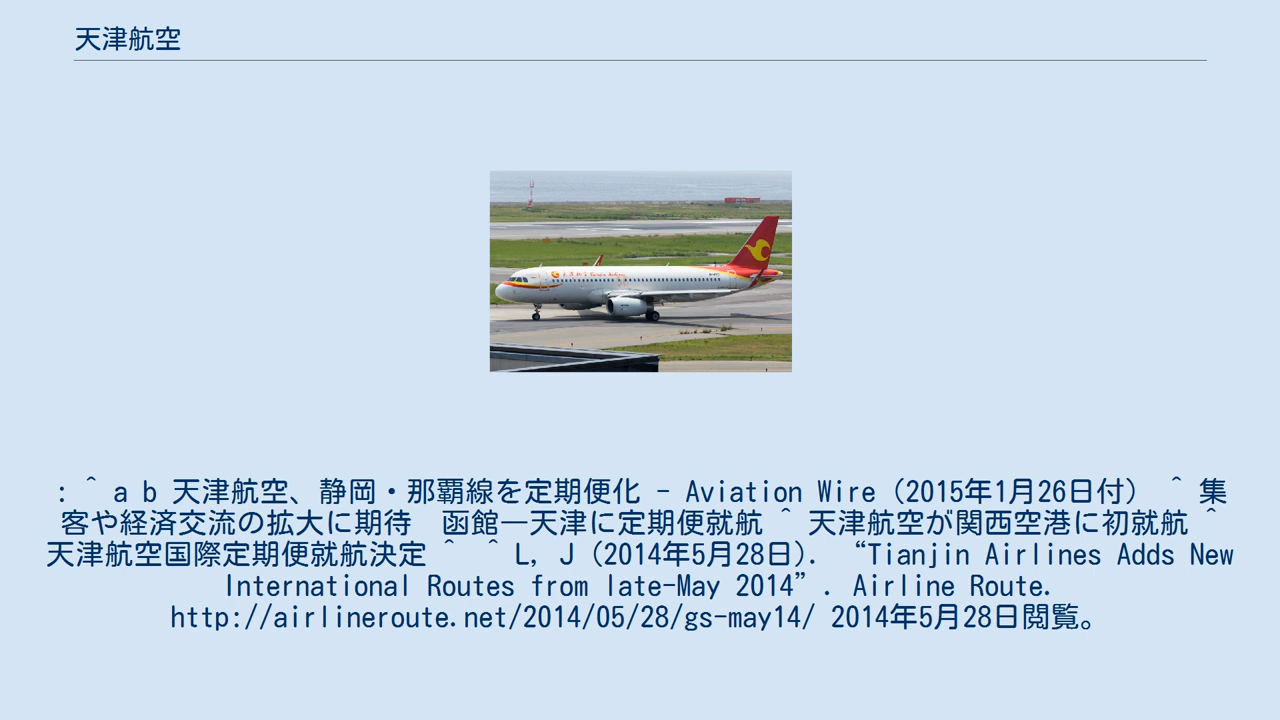 天津航空
: ^ a b 天津航空、静岡・那覇線を定期便化 - Aviation Wire (2015年1月26日付)　^ 集
客や経済交流の拡大に期待　函館―天津に定期便就航 ^ 天津航空が関西空港に初就航 ^
天津航空国際定期便就航決定 ^　^ L, J (2014年5月28日). “Tianjin Airlines Adds New
International Routes from late-May 2014”. Airline Route.
http://airlineroute.net/2014/05/28/gs-may14/ 2014年5月28日閲覧。